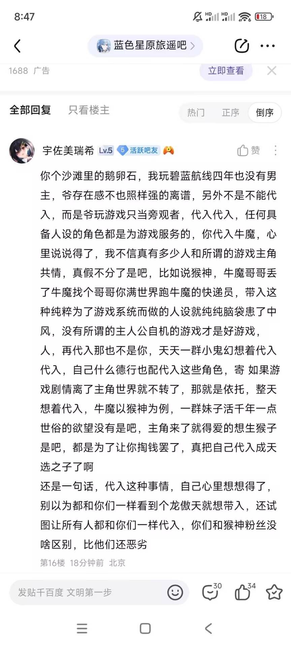 8:47
18
蓝色星原旅谣吧
1688 广告
立即查看
全部回复 只看楼主
热门 正序 倒序
宇佐美瑞希 Lv.5 活跃吧友
赞
你个沙滩里的鹅卵石，我玩碧蓝航线四年也没有男
主，爷存在感不也照样强的离谱，另外不是不能代
入，而是爷玩游戏只当旁观者，代入代入，任何具
备人设的角色都是为游戏服务的，你代入牛魔，心
里说说得了，我不信真有多少人和所谓的游戏主角
共情，真假不分了是吧，比如说猴神，牛魔哥哥丢
了牛魔找个哥哥你满世界跑牛魔的快递员，带入这
种纯粹为了游戏系统而做的人设就纯纯脑袋患了中
风，没有所谓的主人公自机的游戏才是好游戏，
人，再代入那也不是你，天天一群小鬼幻想着代入
代入，自己什么德行也配代入这些角色，寄 如果游
戏剧情离了主角世界就不转了，那就是依托，整天
想着代入，牛魔以猴神为例，一群妹子活千年一点
世俗的欲望没有是吧，主角来了就得爱的想生猴子
是吧，都是为了让你掏钱罢了，真把自己代入成天
选之子了啊
还是一句话，代入这种事情，自己心里想想得了，
别以为都和你们一样看到个龙傲天就想带入，还试
图让所有人都和你们一样代入，你们和猴神粉丝没
啥区别，比他们还恶劣
第16楼 18分钟前 北京
发贴千百度 文明第一步
30
34